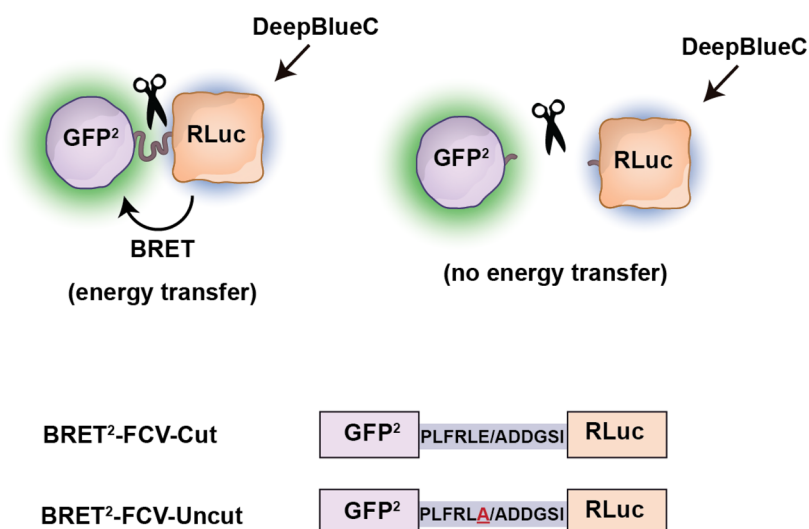 DeepBlueC
DeepBlueC
GFP²
RLuc
GFP²
RLuc
BRET
(energy transfer)
(no energy transfer)
BRET²-FCV-Cut
GFP²
PLFRLE/ADDGSI
RLuc
BRET²-FCV-Uncut
GFP²
PLFRLA/ADDGSI
RLuc